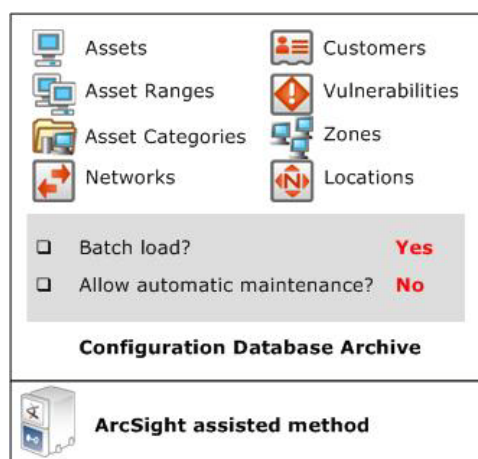 Assets
Customers
Asset Ranges
Vulnerabilities
Asset Categories
Zones
Networks
N
Locations
Batch load? Yes
Allow automatic maintenance? No
Configuration Database Archive
ArcSight assisted method